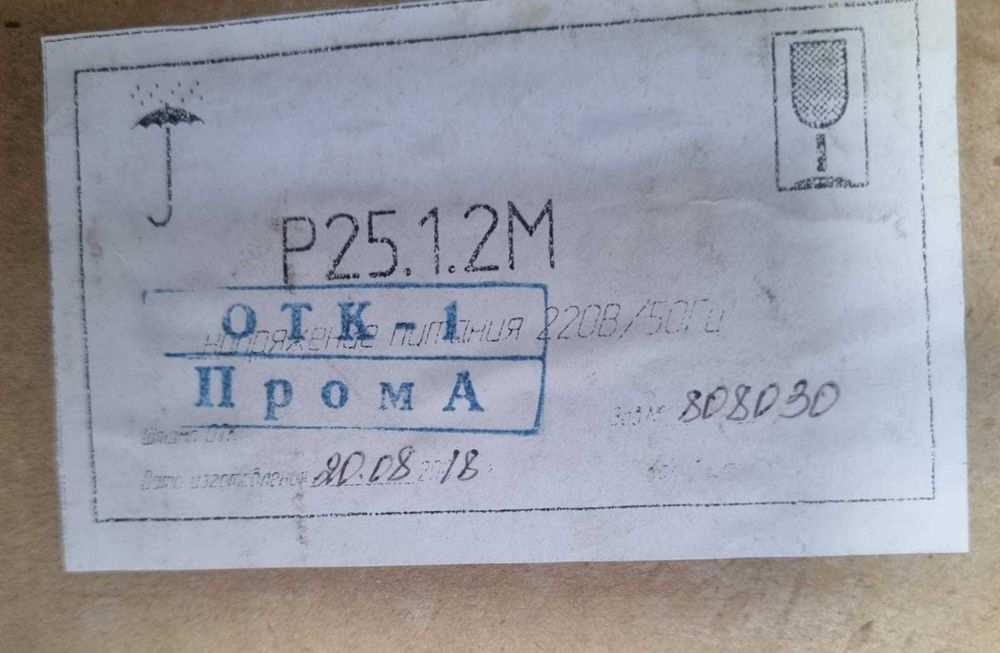 Р25.1.2М
ОТК-1
напряжение питания 220В/50Гц
ПромА
Зав.№ 808030
Штамп ОТК
Дата изготовления 20.08 2018